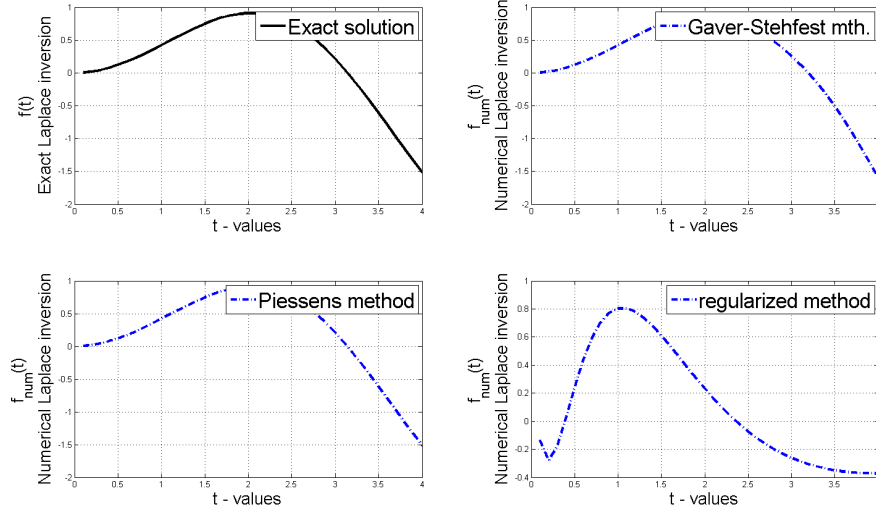 Exact solution
f(t)
Exact Laplace inversion
1
0.5
0
-0.5
-1
-1.5
-2
0 0.5 1 1.5 2 2.5 3 3.5 4
t - values
Gaver-Stehfest mth.
f_num(t)
Numerical Laplace inversion
1
0.5
0
-0.5
-1
-1.5
-2
0 0.5 1 1.5 2 2.5 3 3.5
t - values
Piessens method
f_num(t)
Numerical Laplace inversion
1
0.5
0
-0.5
-1
-1.5
-2
0 0.5 1 1.5 2 2.5 3 3.5 4
t - values
regularized method
f_num(t)
Numerical Laplace inversion
1
0.8
0.6
0.4
0.2
0
-0.2
-0.4
0 0.5 1 1.5 2 2.5 3 3.5
t - values